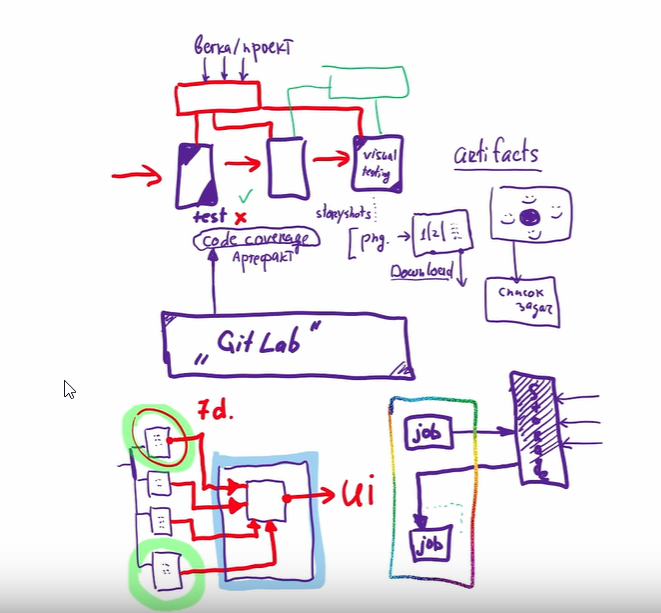 ветка/проект
artifacts
visual
testing
test x
code coverage
Артефакт
storyshots
png.
1 | 2 |
Download
Список
задач
„ Git Lab "
7d.
ui
job
job